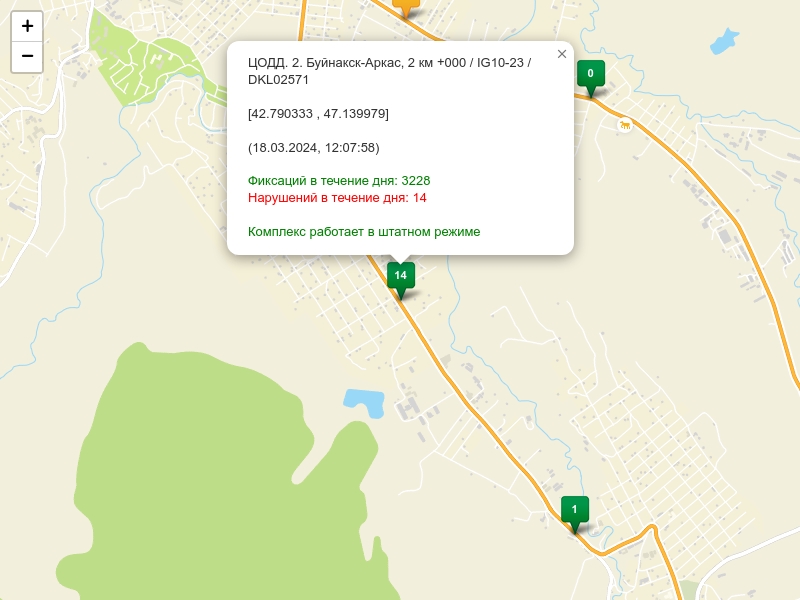 +
−
ЦОДД. 2. Буйнакск-Аркас, 2 км +000 / IG10-23 /
DKL02571
×
[42.790333 , 47.139979]
(18.03.2024, 12:07:58)
Фиксаций в течение дня: 3228
Нарушений в течение дня: 14
Комплекс работает в штатном режиме
0
14
1